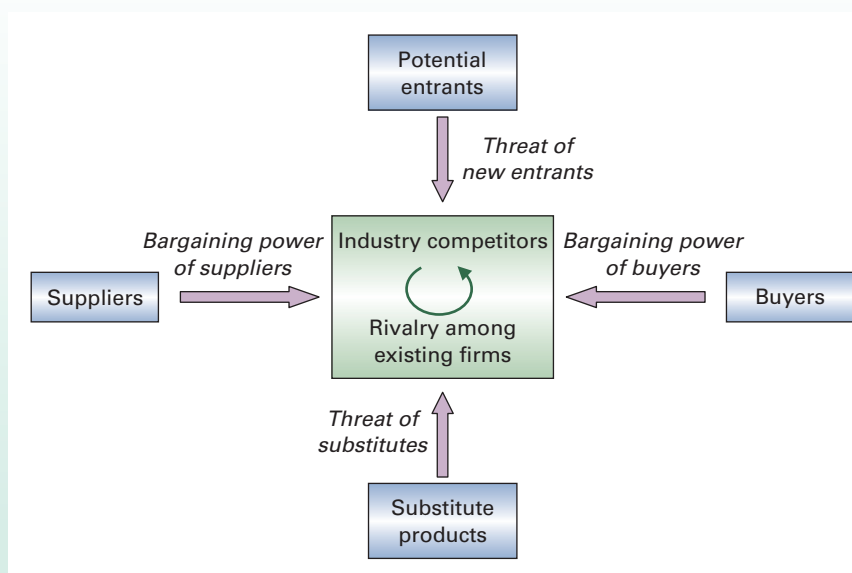 Potential
entrants
Threat of
new entrants
Bargaining power
of suppliers
Industry competitors
Bargaining power
of buyers
Suppliers
Buyers
Rivalry among
existing firms
Threat of
substitutes
Substitute
products